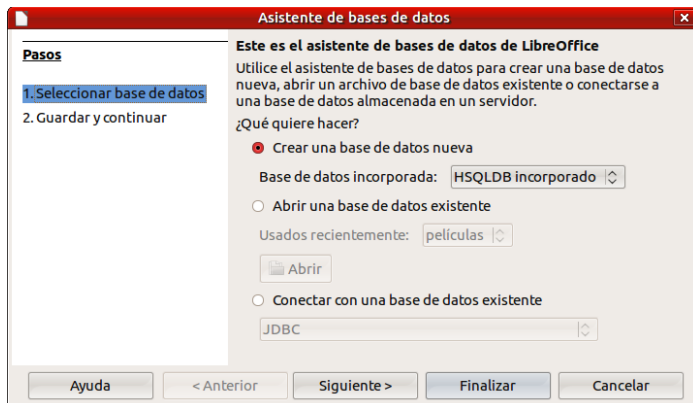 Asistente de bases de datos
Pasos
1. Seleccionar base de datos
2. Guardar y continuar
Este es el asistente de bases de datos de LibreOffice
Utilice el asistente de bases de datos para crear una base de datos
nueva, abrir un archivo de base de datos existente o conectarse a
una base de datos almacenada en un servidor.
¿Qué quiere hacer?
Crear una base de datos nueva
Base de datos incorporada: HSQLDB incorporado
Abrir una base de datos existente
Usados recientemente: películas
Abrir
Conectar con una base de datos existente
JDBC
Ayuda < Anterior Siguiente > Finalizar Cancelar